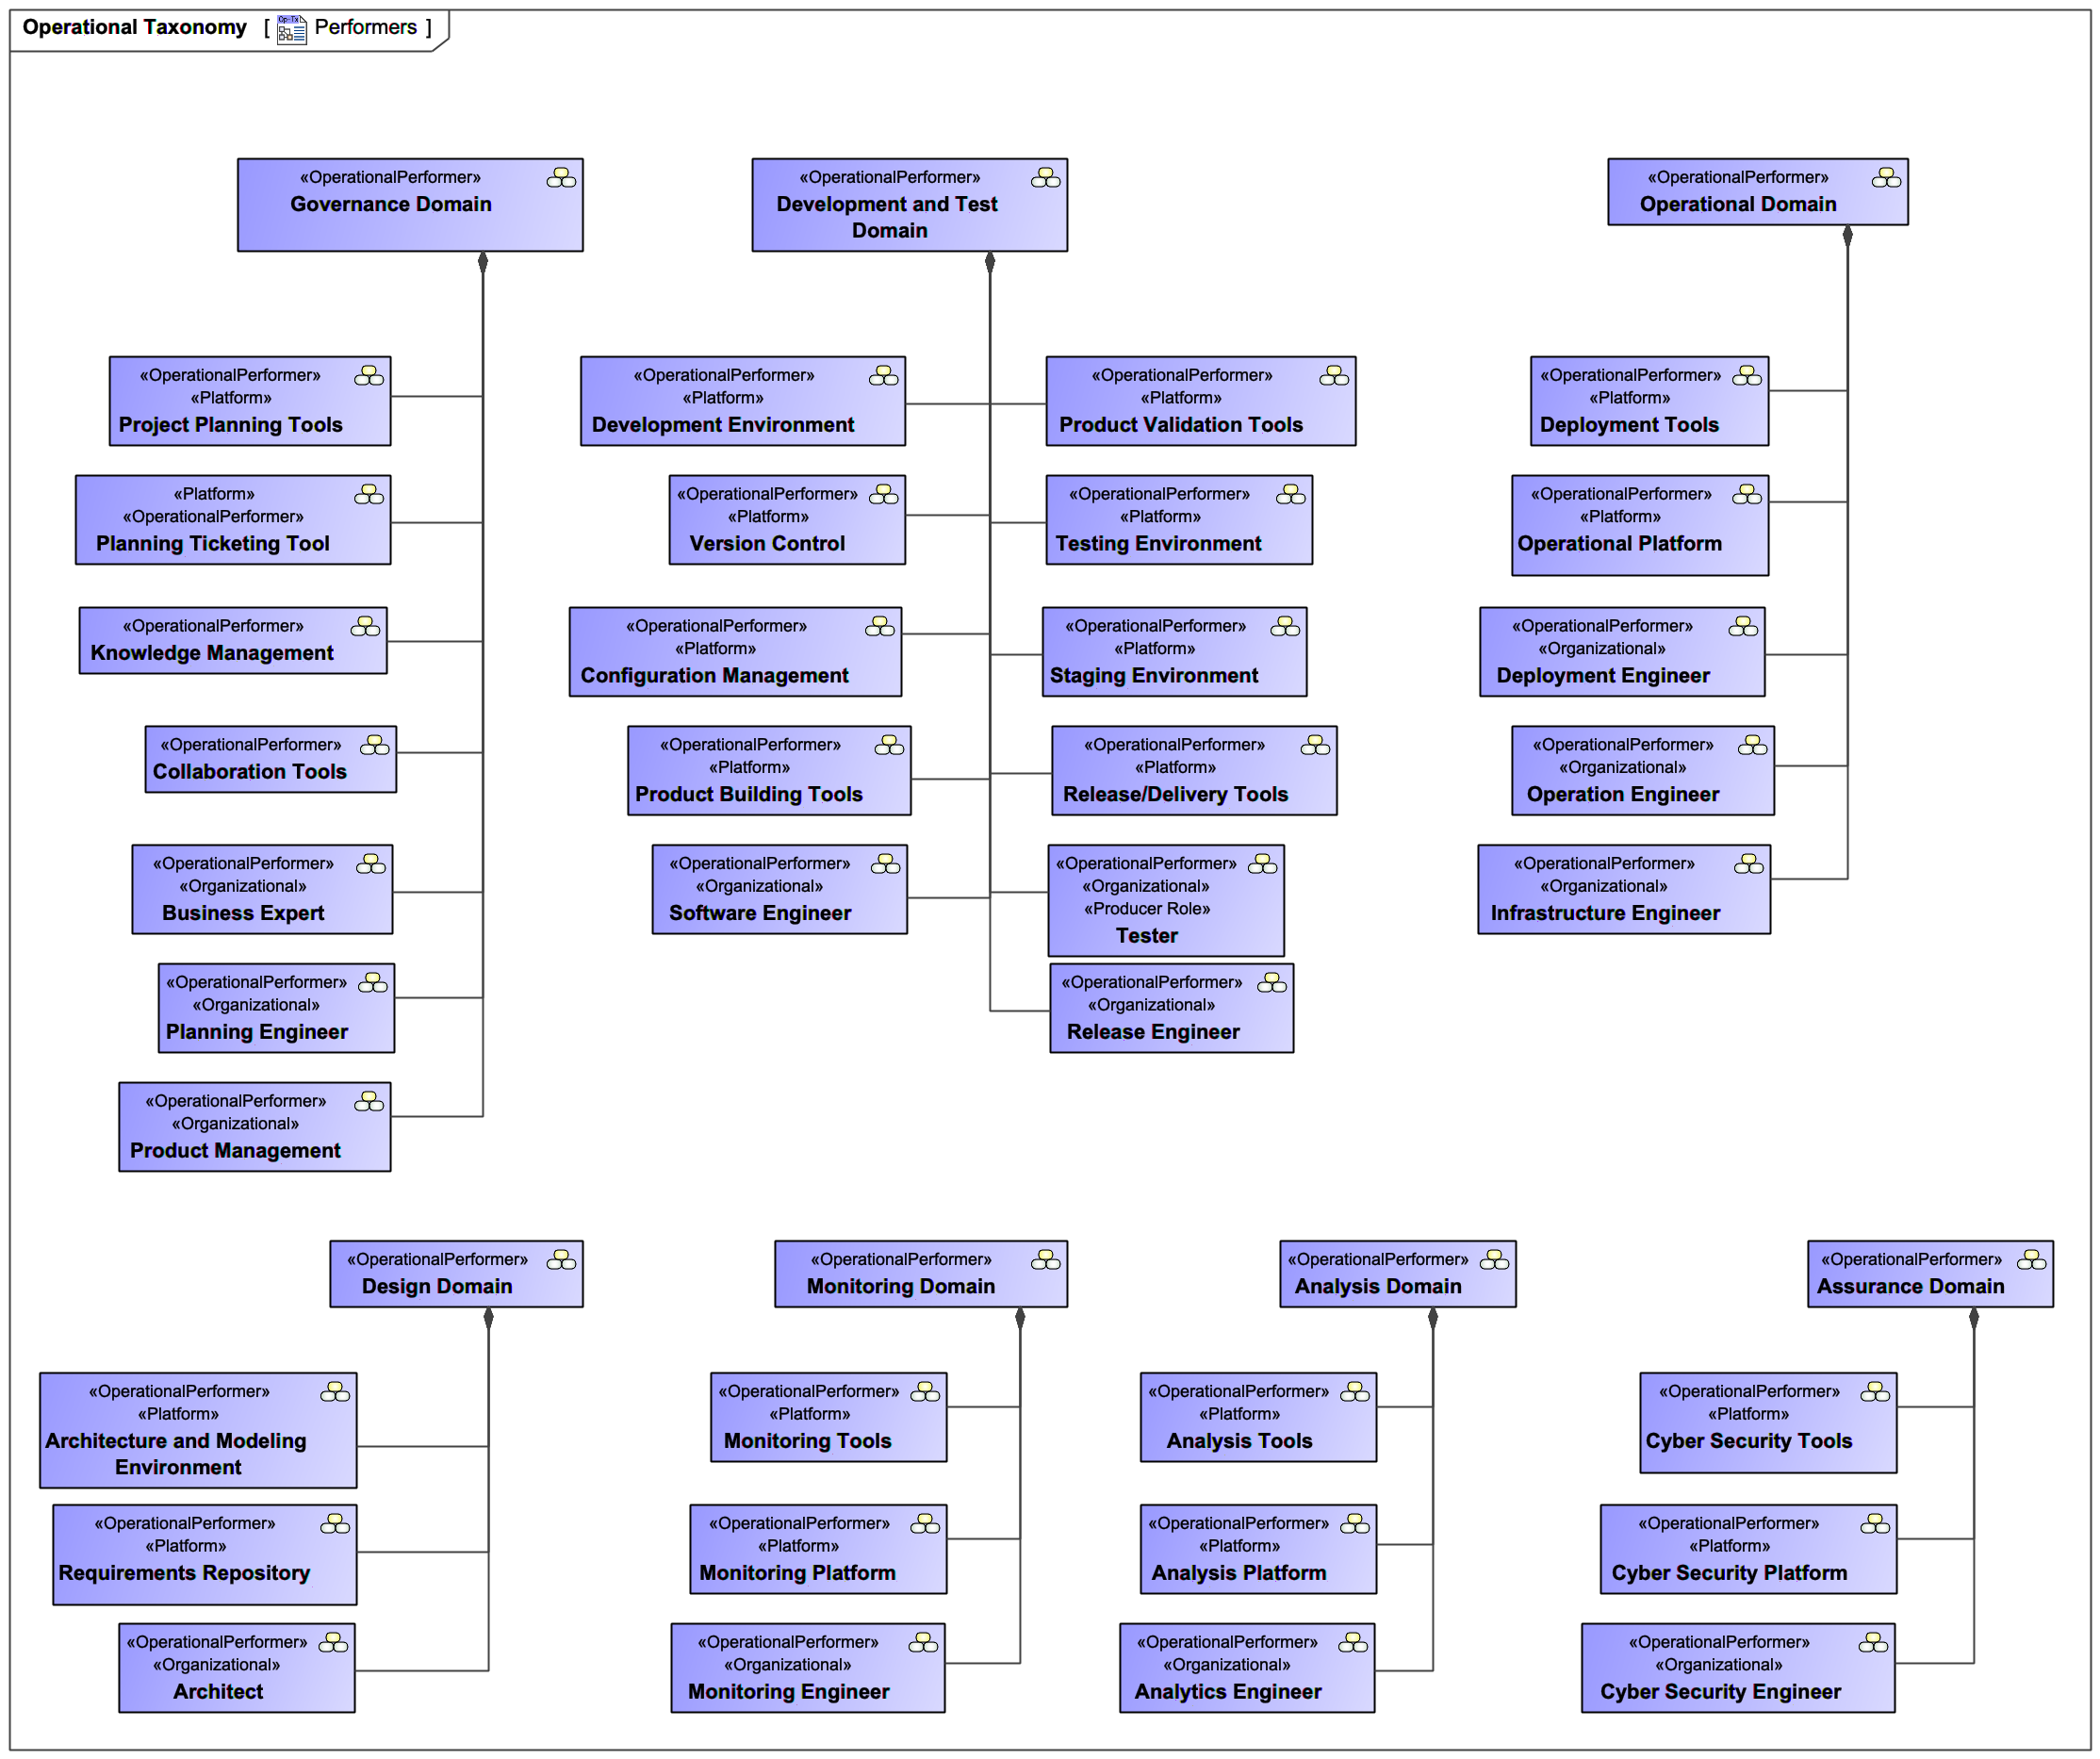 Operational Taxonomy [ Op-Tx Performers ]
«OperationalPerformer»
Governance Domain
«OperationalPerformer»
«Platform»
Project Planning Tools
«Platform»
«OperationalPerformer»
Planning Ticketing Tool
«OperationalPerformer»
Knowledge Management
«OperationalPerformer»
Collaboration Tools
«OperationalPerformer»
«Organizational»
Business Expert
«OperationalPerformer»
«Organizational»
Planning Engineer
«OperationalPerformer»
«Organizational»
Product Management
«OperationalPerformer»
Development and Test
Domain
«OperationalPerformer»
«Platform»
Development Environment
«OperationalPerformer»
«Platform»
Version Control
«OperationalPerformer»
«Platform»
Configuration Management
«OperationalPerformer»
«Platform»
Product Building Tools
«OperationalPerformer»
«Organizational»
Software Engineer
«OperationalPerformer»
«Platform»
Product Validation Tools
«OperationalPerformer»
«Platform»
Testing Environment
«OperationalPerformer»
«Platform»
Staging Environment
«OperationalPerformer»
«Platform»
Release/Delivery Tools
«OperationalPerformer»
«Organizational»
«Producer Role»
Tester
«OperationalPerformer»
«Organizational»
Release Engineer
«OperationalPerformer»
Operational Domain
«OperationalPerformer»
«Platform»
Deployment Tools
«OperationalPerformer»
«Platform»
Operational Platform
«OperationalPerformer»
«Organizational»
Deployment Engineer
«OperationalPerformer»
«Organizational»
Operation Engineer
«OperationalPerformer»
«Organizational»
Infrastructure Engineer
«OperationalPerformer»
Design Domain
«OperationalPerformer»
«Platform»
Architecture and Modeling
Environment
«OperationalPerformer»
«Platform»
Requirements Repository
«OperationalPerformer»
«Organizational»
Architect
«OperationalPerformer»
Monitoring Domain
«OperationalPerformer»
«Platform»
Monitoring Tools
«OperationalPerformer»
«Platform»
Monitoring Platform
«OperationalPerformer»
«Organizational»
Monitoring Engineer
«OperationalPerformer»
Analysis Domain
«OperationalPerformer»
«Platform»
Analysis Tools
«OperationalPerformer»
«Platform»
Analysis Platform
«OperationalPerformer»
«Organizational»
Analytics Engineer
«OperationalPerformer»
Assurance Domain
«OperationalPerformer»
«Platform»
Cyber Security Tools
«OperationalPerformer»
«Platform»
Cyber Security Platform
«OperationalPerformer»
«Organizational»
Cyber Security Engineer